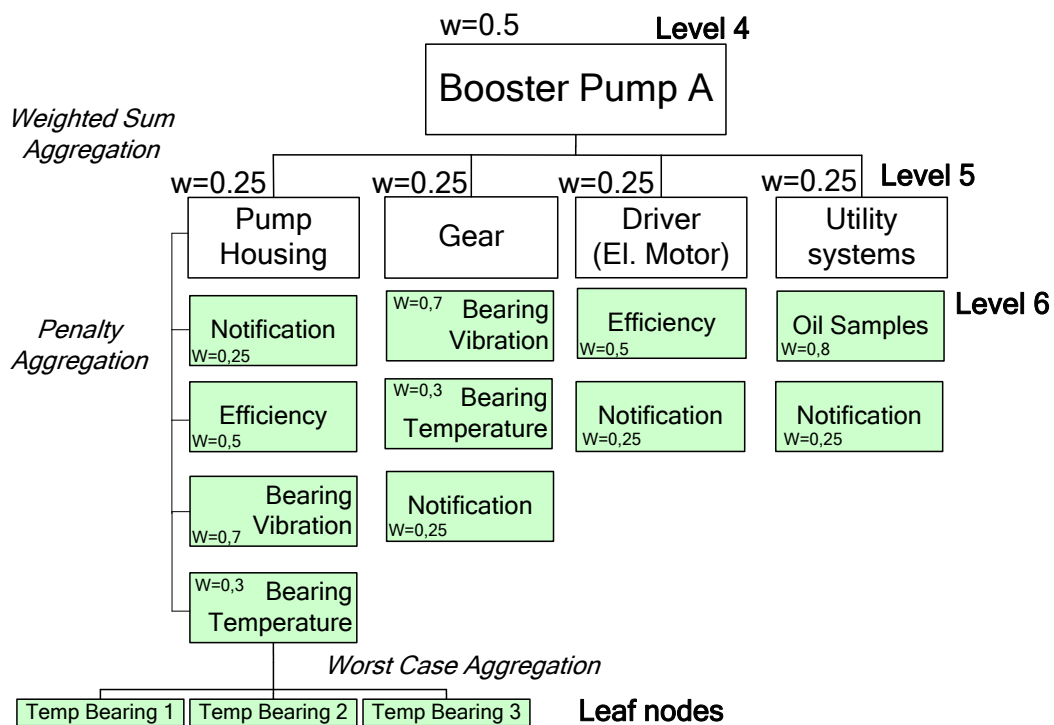 w=0.5
Level 4
Booster Pump A
Weighted Sum
Aggregation
w=0.25
w=0.25
w=0.25
w=0.25
Level 5
Pump
Housing
Gear
Driver
(El. Motor)
Utility
systems
Level 6
Penalty
Aggregation
Notification
W=0,25
W=0,7 Bearing
Vibration
Efficiency
W=0,5
Oil Samples
W=0,8
Efficiency
W=0,5
W=0,3 Bearing
Temperature
Notification
W=0,25
Notification
W=0,25
Bearing
Vibration
W=0,7
Notification
W=0,25
W=0,3 Bearing
Temperature
Worst Case Aggregation
Temp Bearing 1
Temp Bearing 2
Temp Bearing 3
Leaf nodes